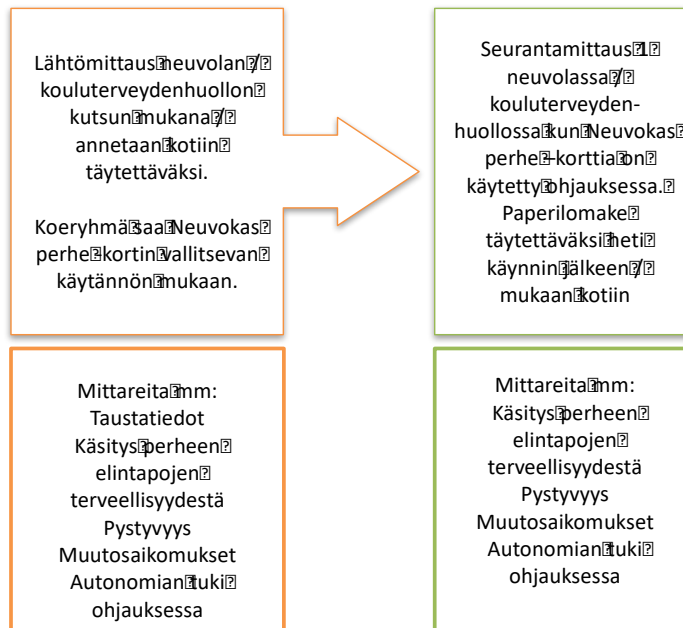 Lähtömittaus neuvolan /
kouluterveydenhuollon
kutsun mukana /
annetaan kotiin
täytettäväksi.
Koeryhmä saa Neuvokas
perhe -kortin vallitsevan
käytännön mukaan.
Seurantamittaus 1
neuvolassa /
kouluterveyden-
huollossa kun Neuvokas
perhe –korttia on
käytetty ohjauksessa.
Paperilomake
täytettäväksi heti
käynnin jälkeen /
mukaan kotiin
Mittareita mm:
Taustatiedot
Käsitys perheen
elintapojen
terveellisyydestä
Pystyvyys
Muutosaikomukset
Autonomian tuki
ohjauksessa
Mittareita mm:
Käsitys perheen
elintapojen
terveellisyydestä
Pystyvyys
Muutosaikomukset
Autonomian tuki
ohjauksessa